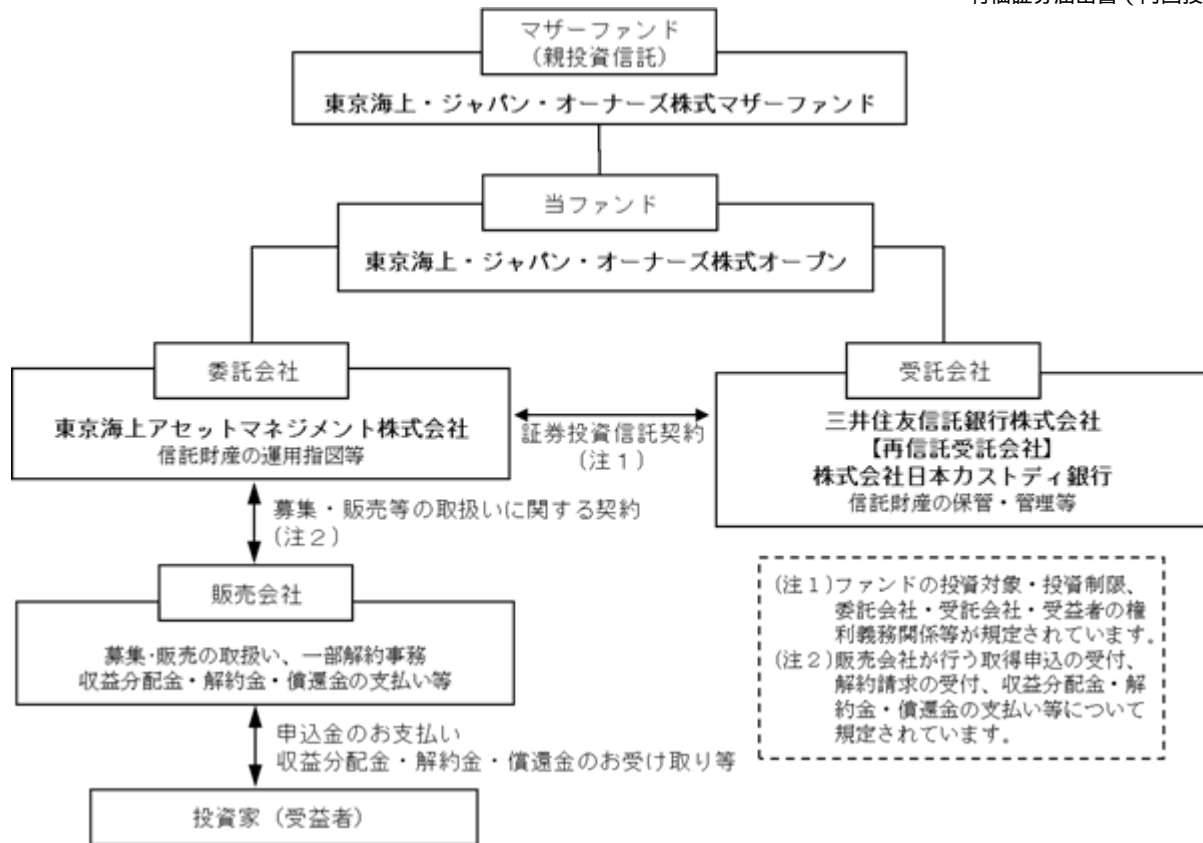 マザーファンド
(親投資信託)
東京海上・ジャパン・オーナーズ株式マザーファンド
当ファンド
東京海上・ジャパン・オーナーズ株式オープン
委託会社
東京海上アセットマネジメント株式会社
信託財産の運用指図等
証券投資信託契約
(注1)
受託会社
三井住友信託銀行株式会社
【再信託受託会社】
株式会社日本カストディ銀行
信託財産の保管・管理等
募集・販売等の取扱いに関する契約
(注2)
販売会社
募集・販売の取扱い、一部解約事務
収益分配金・解約金・償還金の支払い等
(注1)ファンドの投資対象・投資制限、
委託会社・受託会社・受益者の権
利義務関係等が規定されています。
(注2)販売会社が行う取得申込の受付、
解約請求の受付、収益分配金・解
約金・償還金の支払い等について
規定されています。
申込金のお支払い
収益分配金・解約金・償還金のお受け取り等
投資家(受益者)